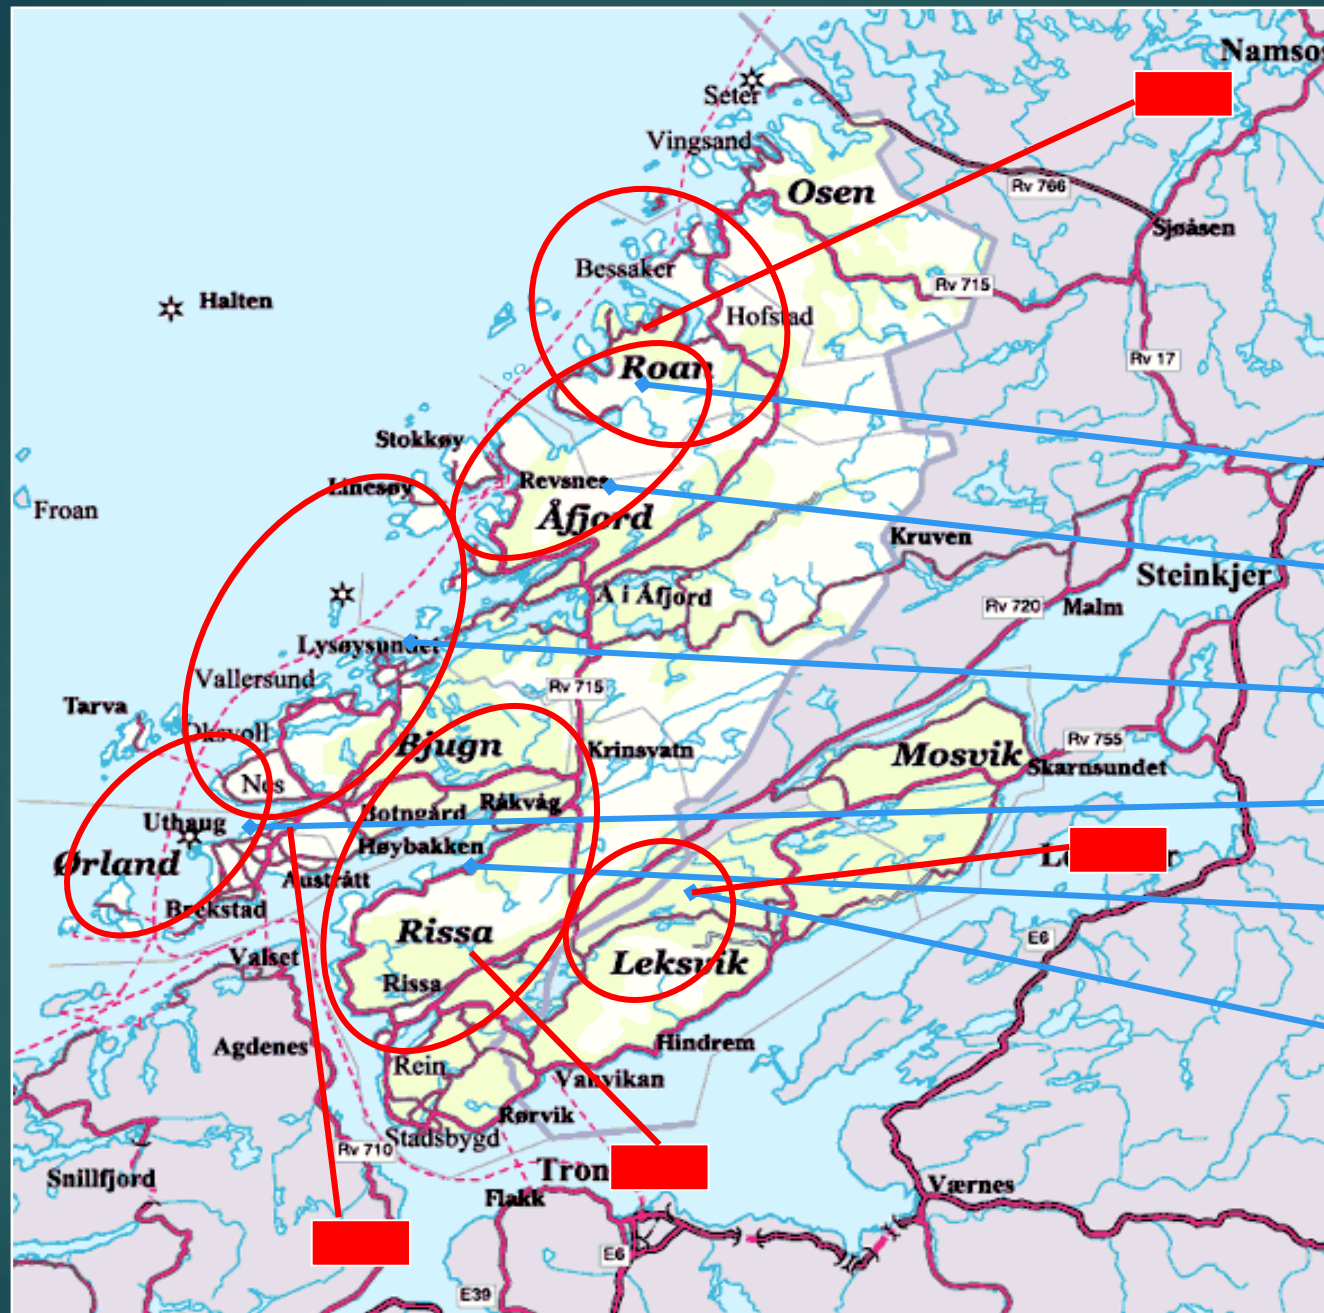 Namso
Seter
Vingsand
Osen
Rv 766
Sjøåsen
Bessaker
Rv 715
Halten
Hofstad
Rv 17
Roan
Stokkøy
Linesøy
Revsnes
Froan
Åfjord
Kruven
Steinkjer
Å i Åfjord
Rv 720
Malm
Lysøysundet
Vallersund
Rv 715
Tarva
Oksvoll
Bjugn
Krinsvatn
Mosvik
Rv 755
Skarnsundet
Nes
Botngård
Råkvåg
Uthaug
Høybakken
Ørland
Austrått
Brekstad
Rissa
Leksvik
E6
Valset
Rissa
Agdenes
Rein
Hindrem
Vanvikan
Rørvik
Stadsbygd
Rv 710
Snillfjord
Tron
Flakk
Værnes
E6
E39